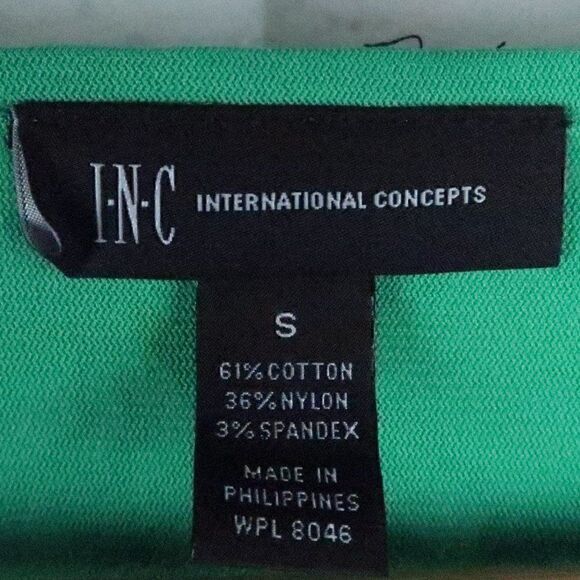 I·N·C INTERNATIONAL CONCEPTS
S
61% COTTON
36% NYLON
3% SPANDEX
MADE IN
PHILIPPINES
WPL 8046